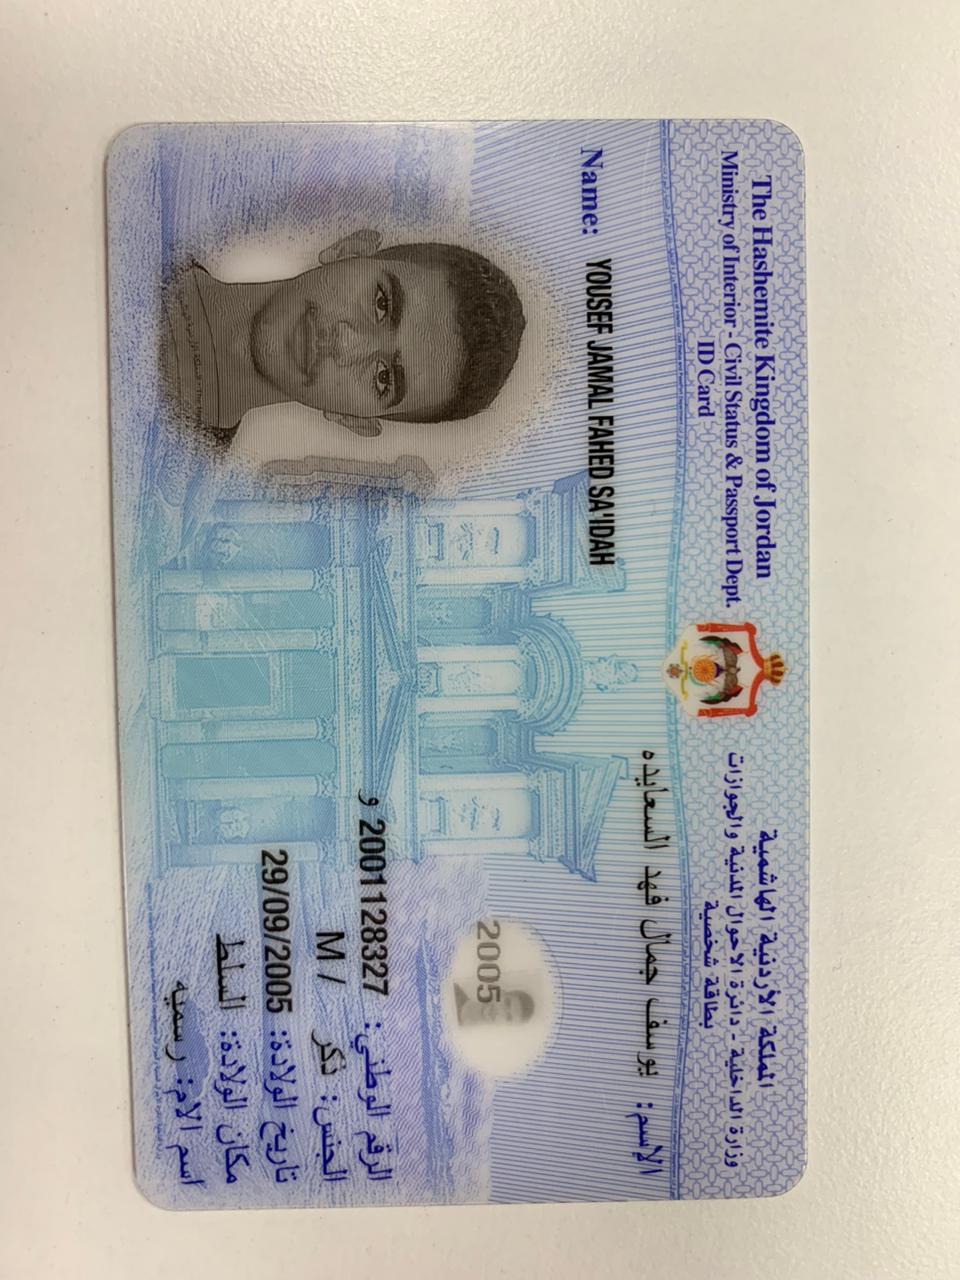 The Hashemite Kingdom of Jordan
Ministry of Interior - Civil Status & Passport Dept.
ID Card
المملكة الأردنية الهاشمية
وزارة الداخلية - دائرة الاحوال المدنية والجوازات
بطاقة شخصية
الإسم: يوسف جمال فهد السعايده
Name: YOUSEF JAMAL FAHED SA'IDAH
2005
الرقم الوطني: 2001128327 و
الجنس: ذكر / M
تاريخ الولادة: 29/09/2005
مكان الولادة: السلط
اسم الام: رسميه